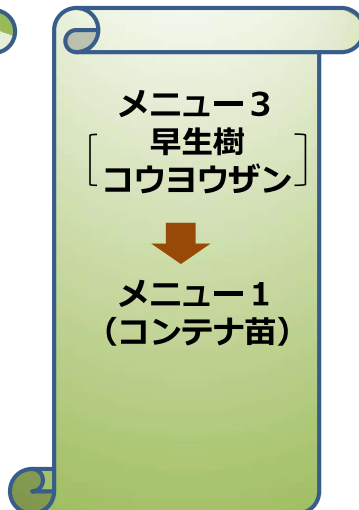 メニュー３
早生樹
コウヨウザン
メニュー１
（コンテナ苗）